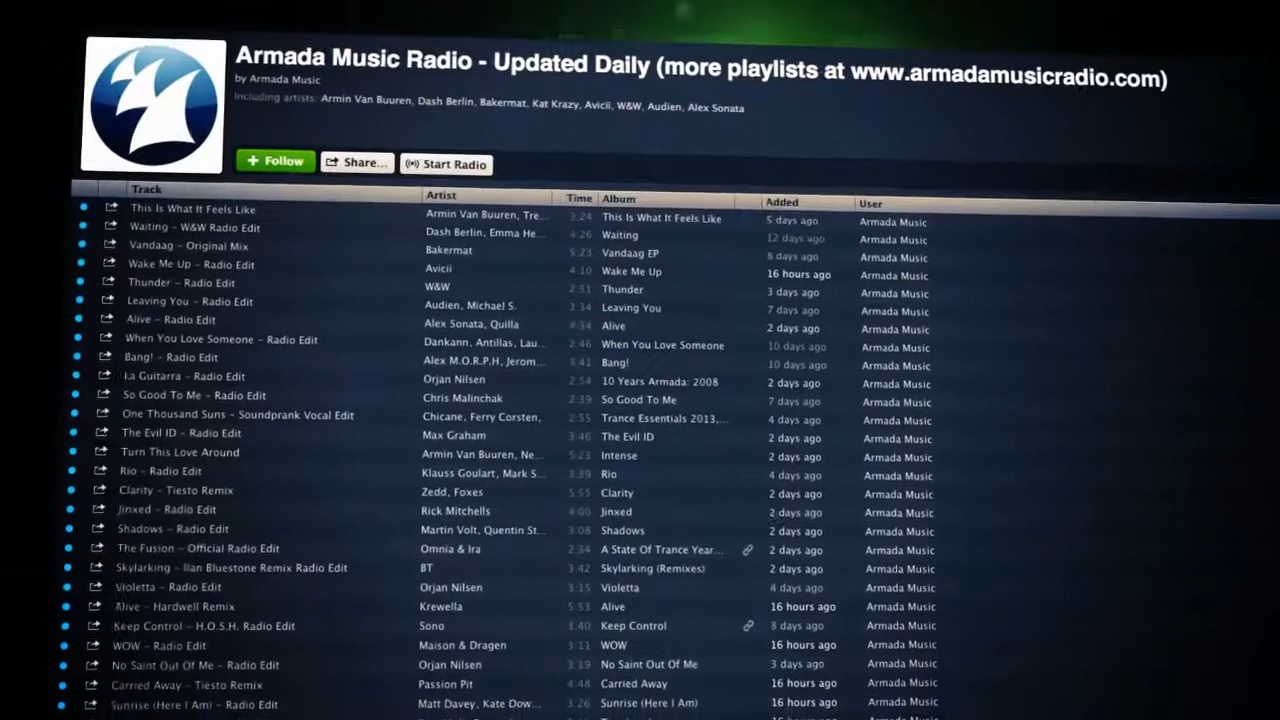 Armada Music Radio - Updated Daily (more playlists at www.armadamusicradio.com)
by Armada Music
Including artists: Armin Van Buuren, Dash Berlin, Bakermat, Kat Krazy, Avicii, W&W, Audien, Alex Sonata
+ Follow Share... Start Radio
Track Artist Time Album Added User
This Is What It Feels Like Armin Van Buuren, Tre... 3:24 This Is What It Feels Like 5 days ago Armada Music
Waiting - W&W Radio Edit Dash Berlin, Emma He... 4:26 Waiting 12 days ago Armada Music
Vandaag - Original Mix Bakermat 5:23 Vandaag EP 8 days ago Armada Music
Wake Me Up - Radio Edit Avicii 4:10 Wake Me Up 16 hours ago Armada Music
Thunder - Radio Edit W&W 2:51 Thunder 3 days ago Armada Music
Leaving You - Radio Edit Audien, Michael S. 3:34 Leaving You 7 days ago Armada Music
Alive - Radio Edit Alex Sonata, Quilla 4:34 Alive 2 days ago Armada Music
When You Love Someone - Radio Edit Dankann, Antillas, Lau... 2:46 When You Love Someone 10 days ago Armada Music
Bang! - Radio Edit Alex M.O.R.P.H, Jerom... 3:41 Bang! 10 days ago Armada Music
La Guitarra - Radio Edit Orjan Nilsen 2:54 10 Years Armada: 2008 2 days ago Armada Music
So Good To Me - Radio Edit Chris Malinchak 2:39 So Good To Me 7 days ago Armada Music
One Thousand Suns - Soundprank Vocal Edit Chicane, Ferry Corsten, 2:55 Trance Essentials 2013,... 4 days ago Armada Music
The Evil ID - Radio Edit Max Graham 3:46 The Evil ID 2 days ago Armada Music
Turn This Love Around Armin Van Buuren, Ne... 5:23 Intense 2 days ago Armada Music
Rio - Radio Edit Klauss Goulart, Mark S... 3:39 Rio 4 days ago Armada Music
Clarity - Tiësto Remix Zedd, Foxes 5:55 Clarity 2 days ago Armada Music
Jinxed - Radio Edit Rick Mitchells 4:00 Jinxed 2 days ago Armada Music
Shadows - Radio Edit Martin Volt, Quentin St... 3:08 Shadows 2 days ago Armada Music
The Fusion - Official Radio Edit Omnia & Ira 2:34 A State Of Trance Year... 2 days ago Armada Music
Skylarking - Ilan Bluestone Remix Radio Edit BT 3:42 Skylarking (Remixes) 2 days ago Armada Music
Violetta - Radio Edit Orjan Nilsen 3:15 Violetta 4 days ago Armada Music
Alive - Hardwell Remix Krewella 5:53 Alive 16 hours ago Armada Music
Keep Control - H.O.S.H. Radio Edit Sono 3:40 Keep Control 3 days ago Armada Music
WOW - Radio Edit Maison & Dragen 3:11 WOW 16 hours ago Armada Music
No Saint Out Of Me - Radio Edit Orjan Nilsen 3:19 No Saint Out Of Me 3 days ago Armada Music
Carried Away - Tiësto Remix Passion Pit 4:48 Carried Away 16 hours ago Armada Music
Sunrise (Here I Am) - Radio Edit Matt Davey, Kate Dow... 3:26 Sunrise (Here I Am) 16 hours ago Armada Music